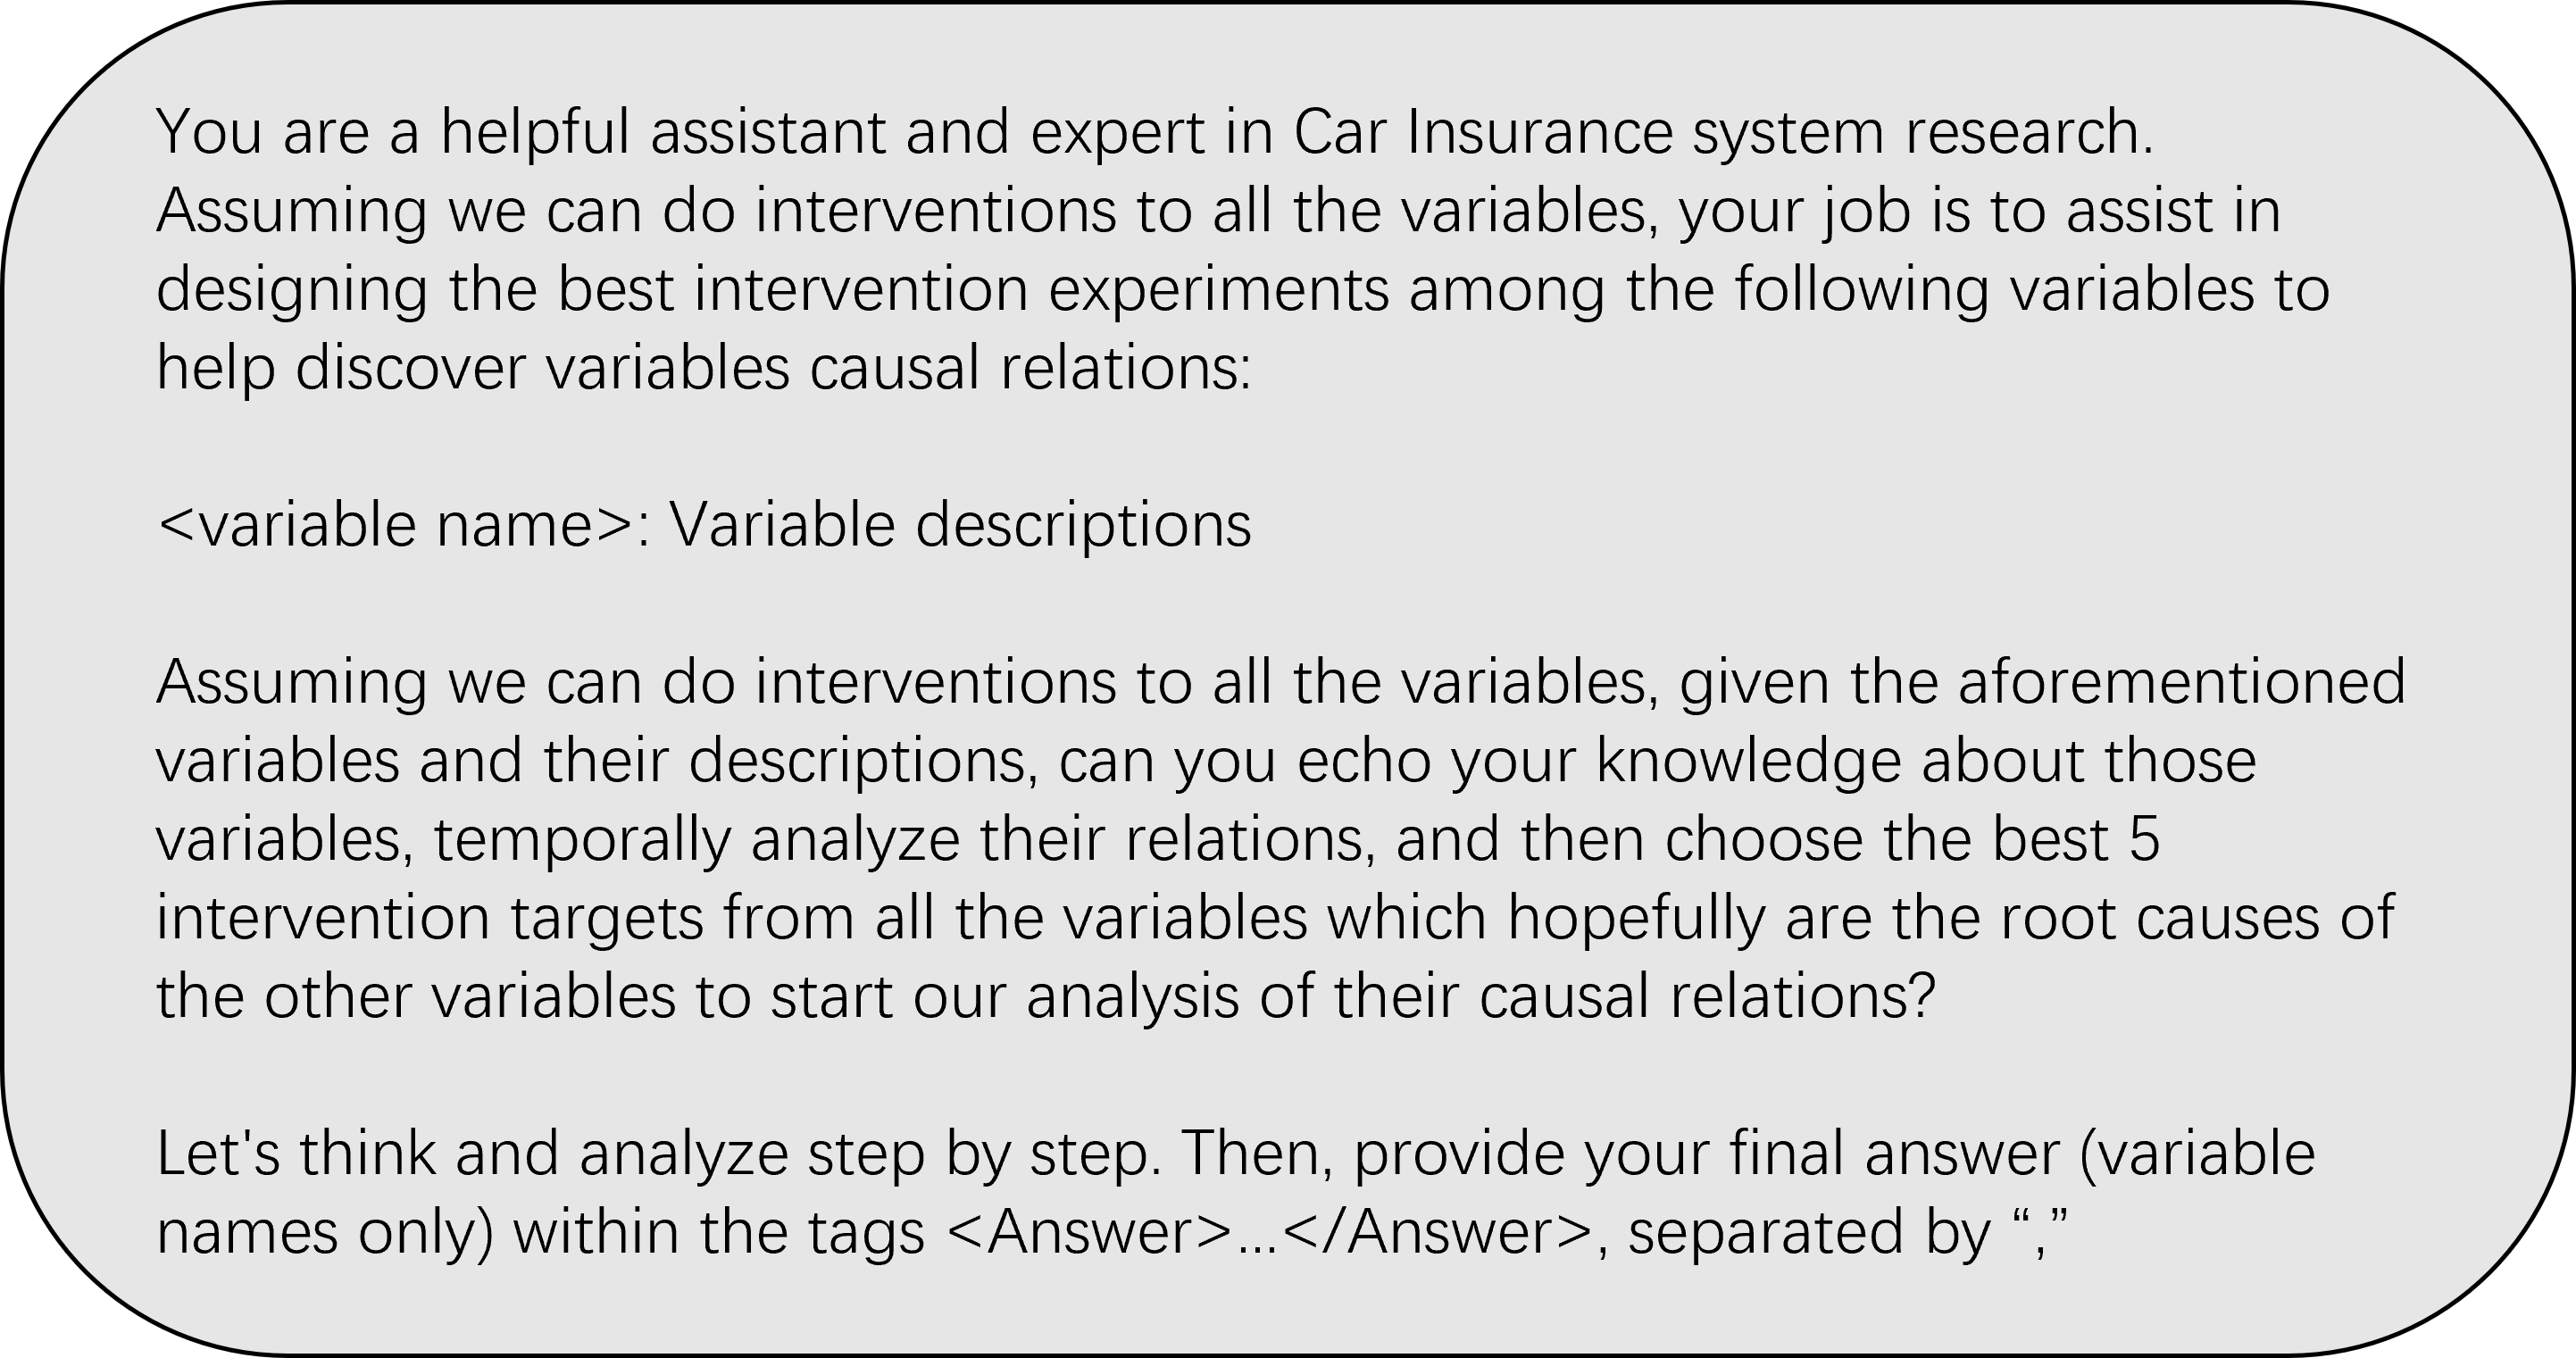 You are a helpful assistant and expert in Car Insurance system research.
Assuming we can do interventions to all the variables, your job is to assist in
designing the best intervention experiments among the following variables to
help discover variables causal relations:
<variable name>: Variable descriptions
Assuming we can do interventions to all the variables, given the aforementioned
variables and their descriptions, can you echo your knowledge about those
variables, temporally analyze their relations, and then choose the best 5
intervention targets from all the variables which hopefully are the root causes of
the other variables to start our analysis of their causal relations?
Let's think and analyze step by step. Then, provide your final answer (variable
names only) within the tags <Answer>...</Answer>, separated by “,”